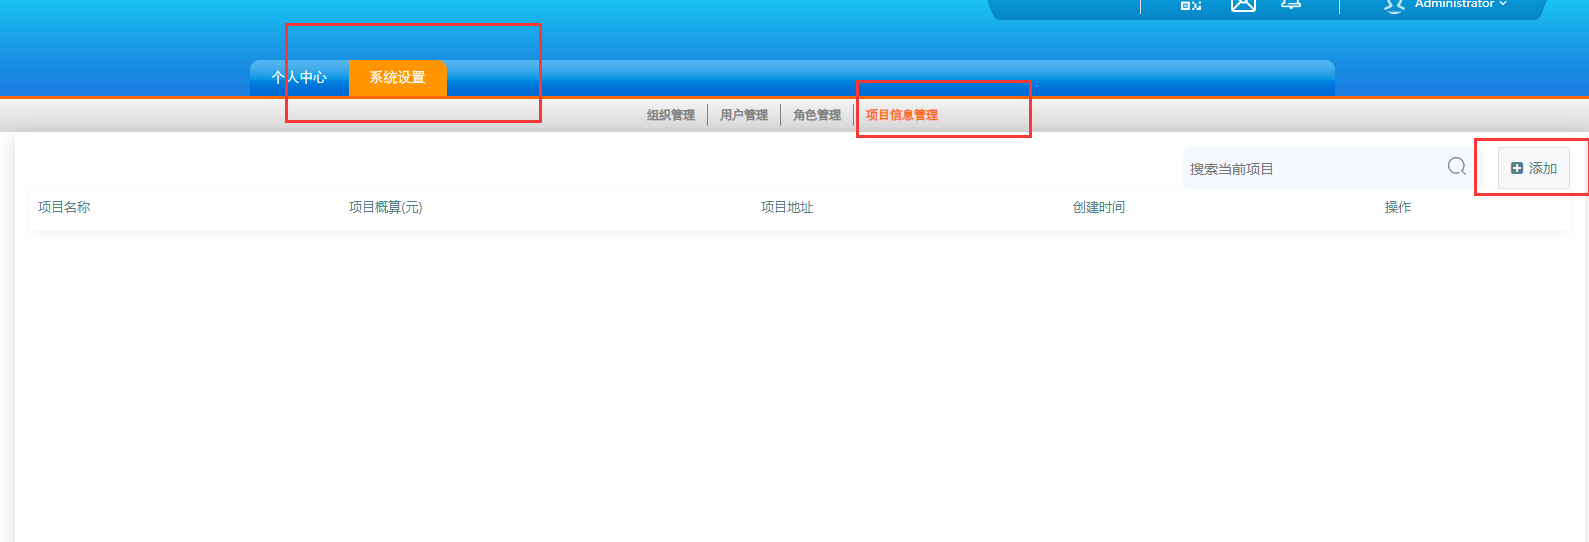 Administrator
个人中心 系统设置
组织管理 用户管理 角色管理 项目信息管理
搜索当前项目 添加
项目名称 项目概算(元) 项目地址 创建时间 操作